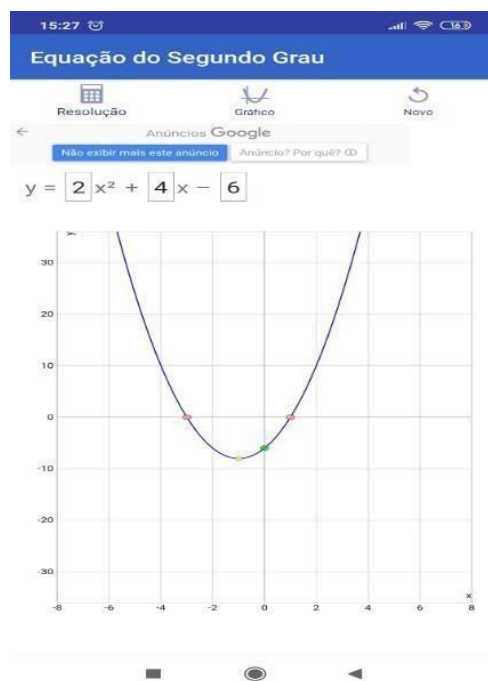 15:27 163
Equação do Segundo Grau
Resolução Gráfico Novo
Anúncios Google
Não exibir mais este anúncio Anúncio? Por quê?
y = 2 x² + 4 x − 6
y
30
20
10
0
-10
-20
-30
x
-8 -6 -4 -2 0 2 4 6 8